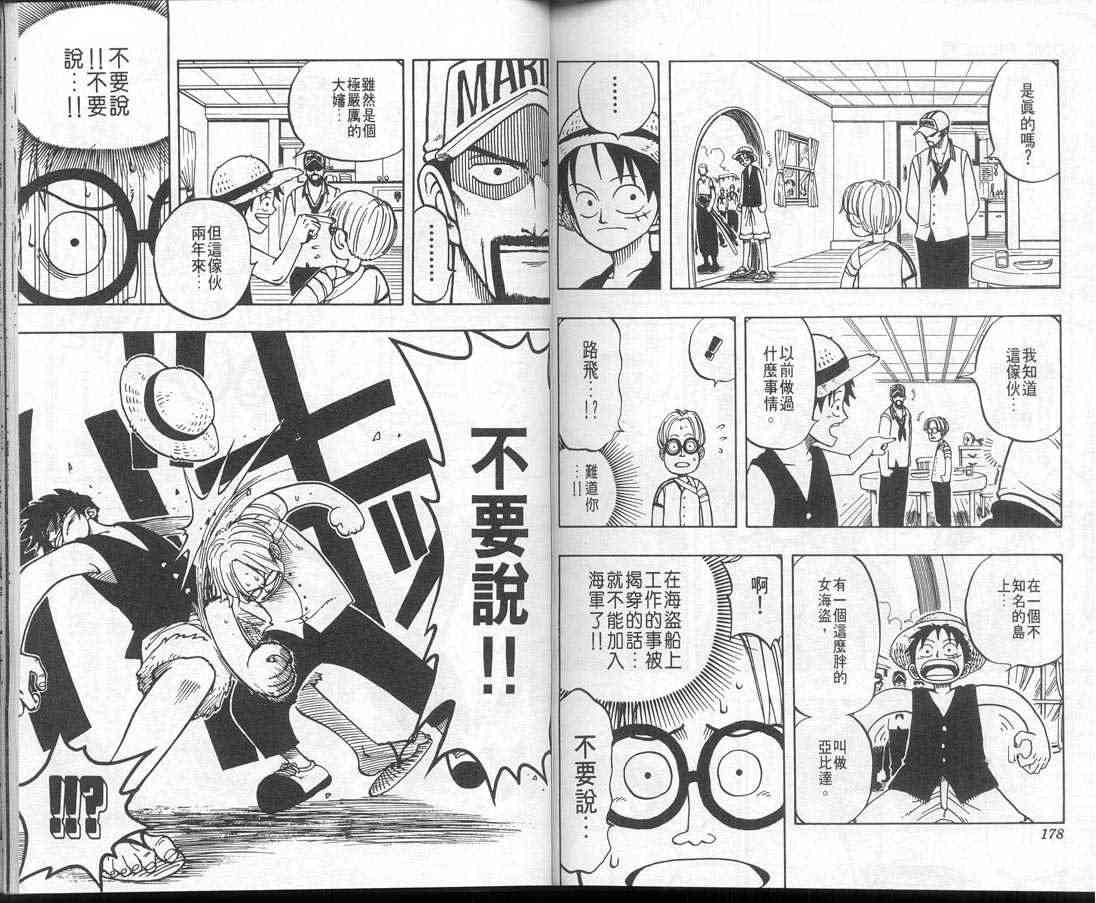 是真的嗎？
……
我知道
這傢伙…
以前做過
什麼事情。
！
路飛…!?
難道你
…!!
在一個不
知名的島
上…
有一個這麼胖的
女海盜，
叫做
亞比達。
啊！
在海盜船上
工作的事被
揭穿的話…
就不能加入
海軍了!!
不要說…
178
MARI
……
雖然是個
極嚴厲的
大嬸…
但這傢伙
兩年來…
不要說
!!不要
說…!!
不要說!!
!!?